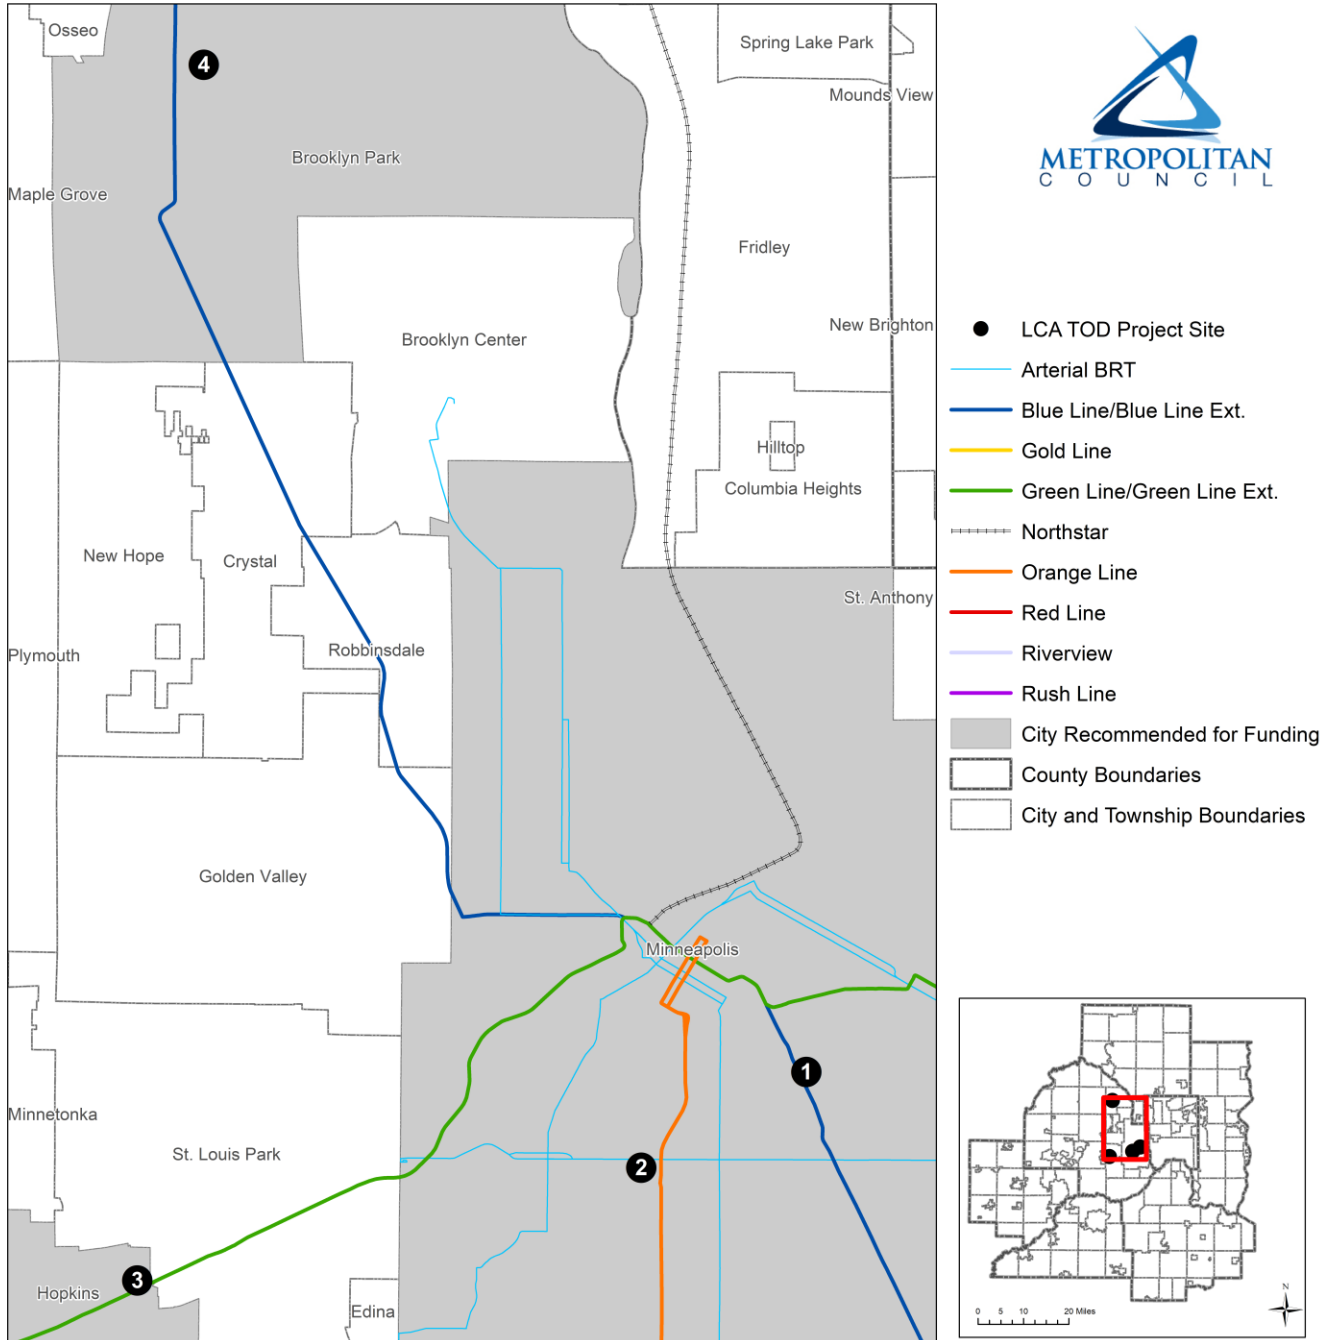 Osseo
4
Spring Lake Park
Mounds View
Brooklyn Park
Maple Grove
Fridley
New Brighton
Brooklyn Center
Hilltop
Columbia Heights
New Hope
Crystal
St. Anthony
Robbinsdale
Plymouth
Golden Valley
Minneapolis
1
Minnetonka
St. Louis Park
2
3
Hopkins
Edina
METROPOLITAN
COUNCIL
LCA TOD Project Site
Arterial BRT
Blue Line/Blue Line Ext.
Gold Line
Green Line/Green Line Ext.
Northstar
Orange Line
Red Line
Riverview
Rush Line
City Recommended for Funding
County Boundaries
City and Township Boundaries
N
0 5 10 20 Miles